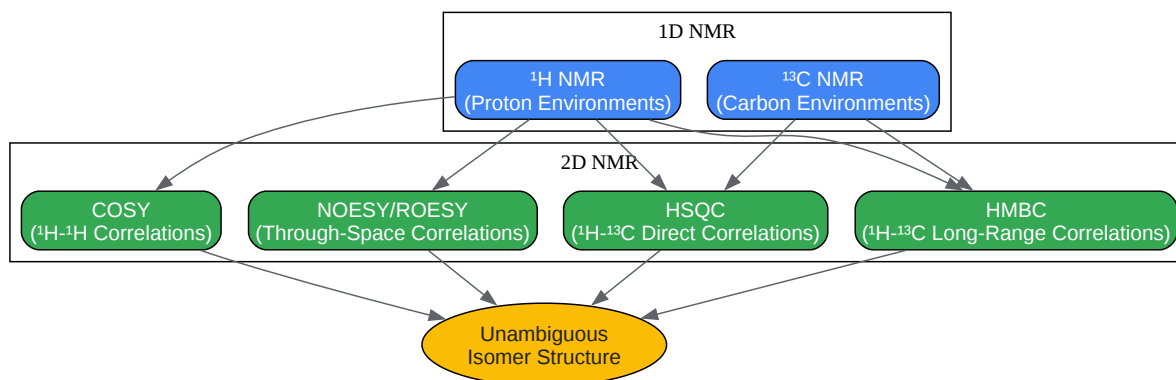 1D NMR
¹H NMR
(Proton Environments)
¹³C NMR
(Carbon Environments)
2D NMR
COSY
(¹H-¹H Correlations)
NOESY/ROESY
(Through-Space Correlations)
HSQC
(¹H-¹³C Direct Correlations)
HMBC
(¹H-¹³C Long-Range Correlations)
Unambiguous
Isomer Structure